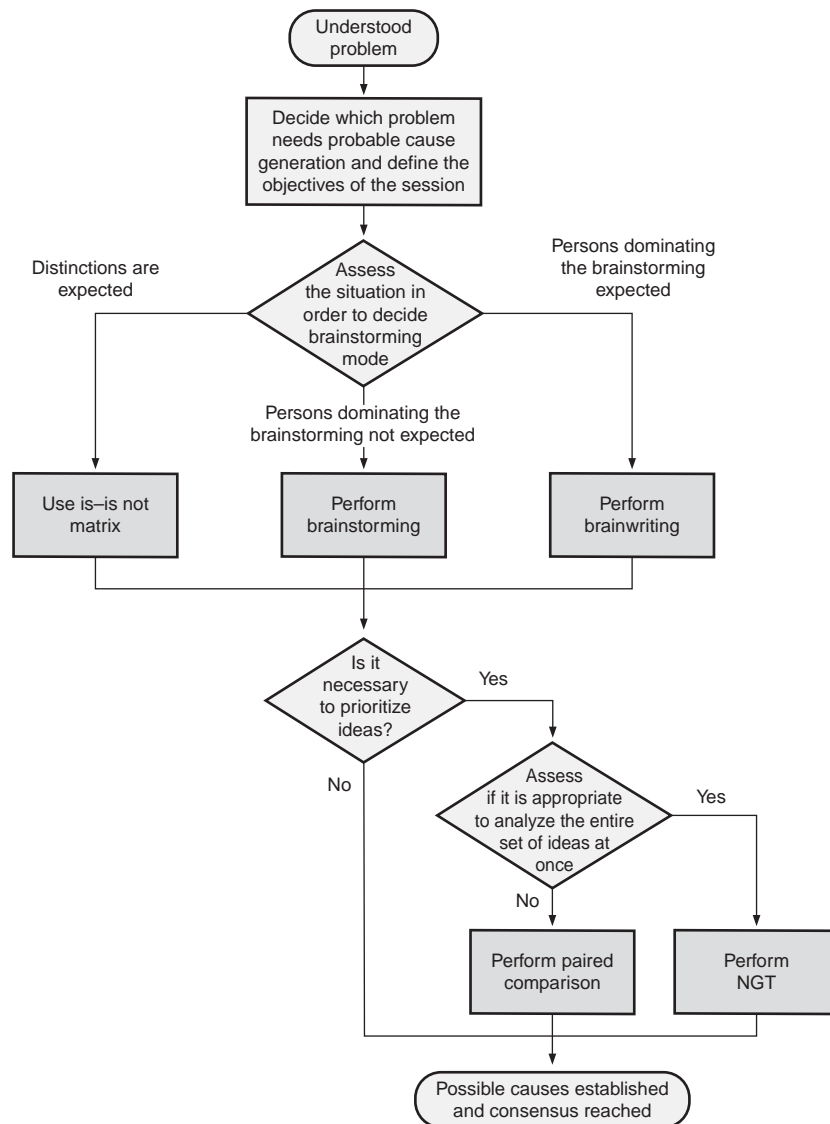 Understood
problem
Decide which problem
needs probable cause
generation and define the
objectives of the session
Distinctions are
expected
Assess
the situation in
order to decide
brainstorming
mode
Persons dominating
the brainstorming
expected
Persons dominating the
brainstorming not expected
Use is–is not
matrix
Perform
brainstorming
Perform
brainwriting
Is it
necessary
to prioritize
ideas?
Yes
No
Assess
if it is appropriate
to analyze the entire
set of ideas at
once
Yes
No
Perform paired
comparison
Perform
NGT
Possible causes established
and consensus reached